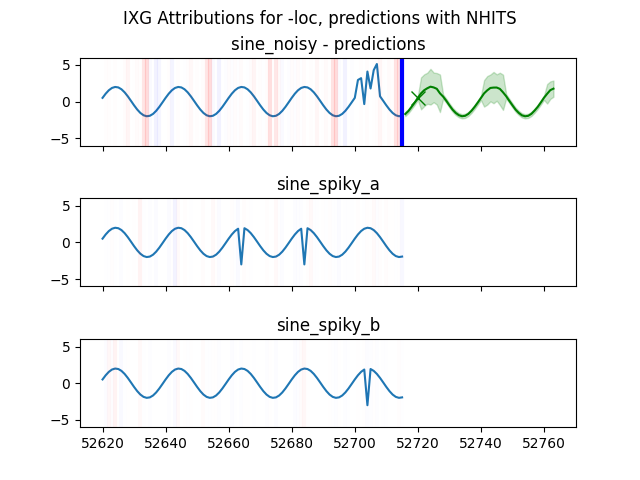 IXG Attributions for -loc, predictions with NHITS
sine_noisy - predictions
5
0
−5
sine_spiky_a
5
0
−5
sine_spiky_b
5
0
−5
52620 52640 52660 52680 52700 52720 52740 52760